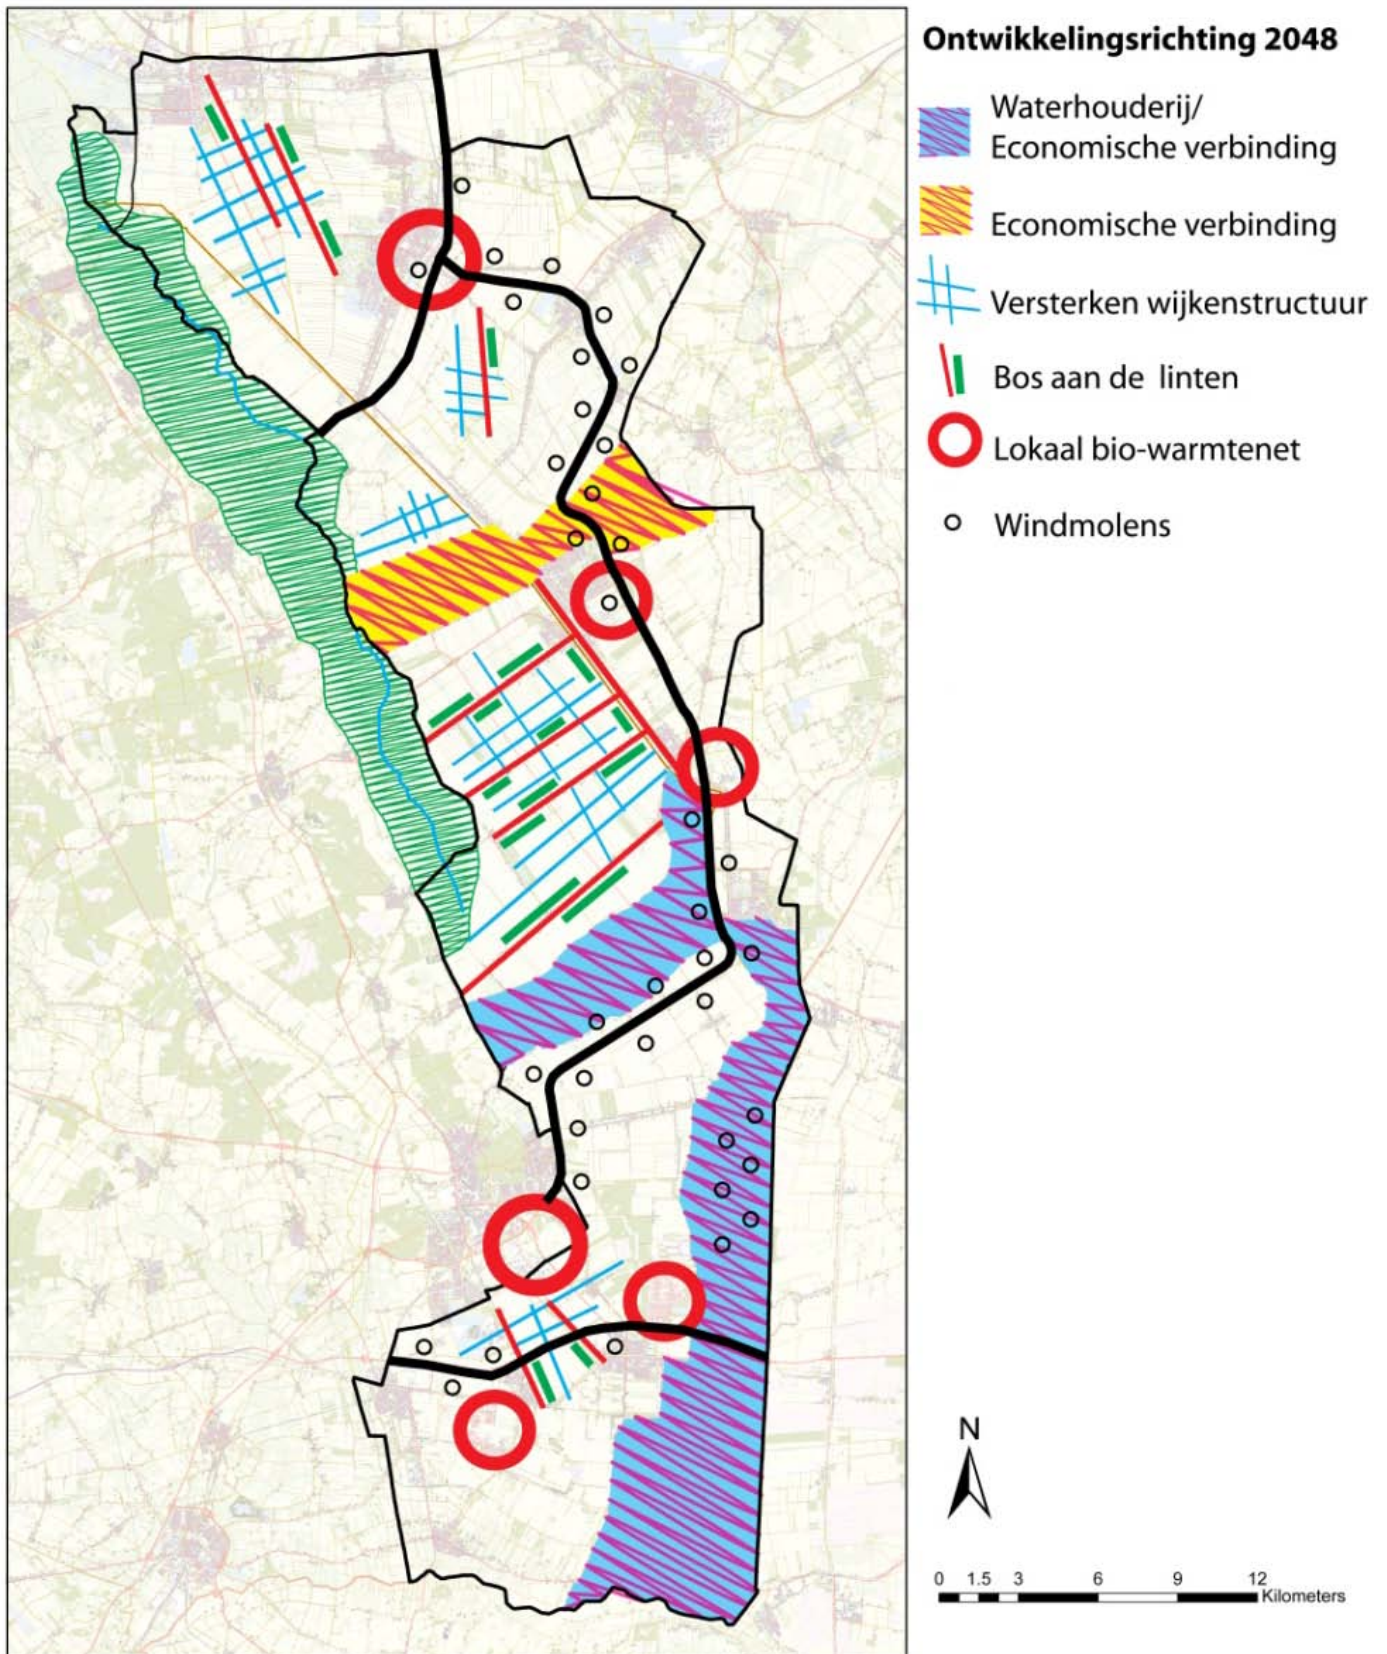 Ontwikkelingsrichting 2048
Waterhouderij/
Economische verbinding
Economische verbinding
Versterken wijkenstructuur
Bos aan de linten
Lokaal bio-warmtenet
Windmolens
N
0 1.5 3 6 9 12
Kilometers